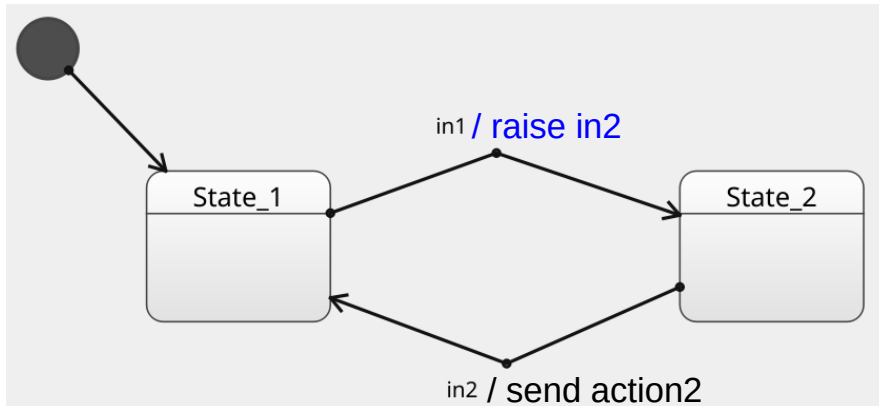 in1 / raise in2
State_1
State_2
in2 / send action2